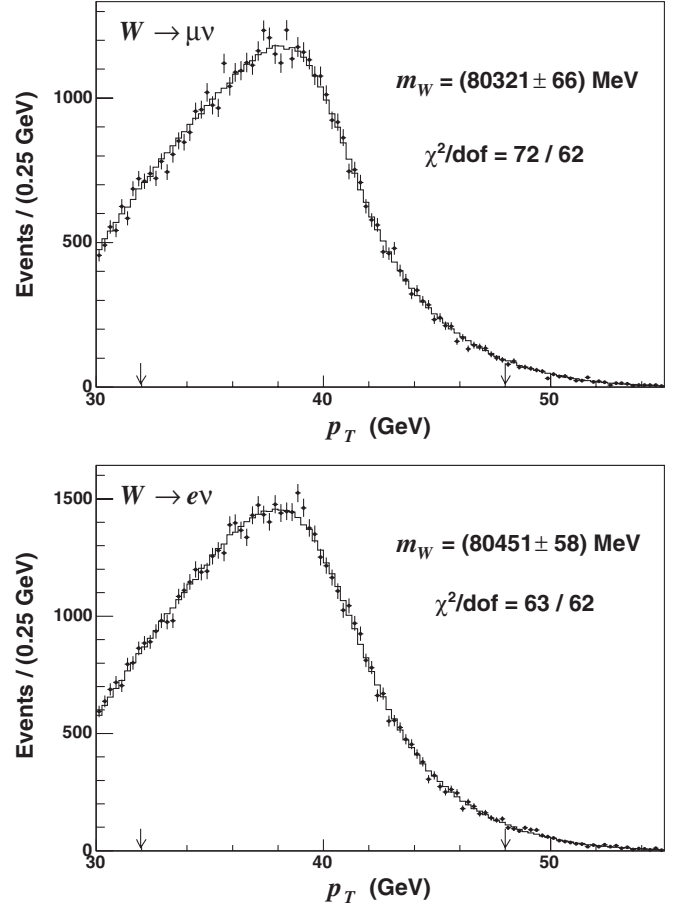 W → μν
m_W = (80321 ± 66) MeV
χ²/dof = 72 / 62
Events / (0.25 GeV)
1000
500
0
30 40 50
p_T (GeV)
W → eν
m_W = (80451 ± 58) MeV
χ²/dof = 63 / 62
Events / (0.25 GeV)
1500
1000
500
0
30 40 50
p_T (GeV)